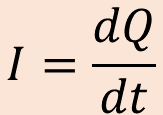 I = dQ/dt